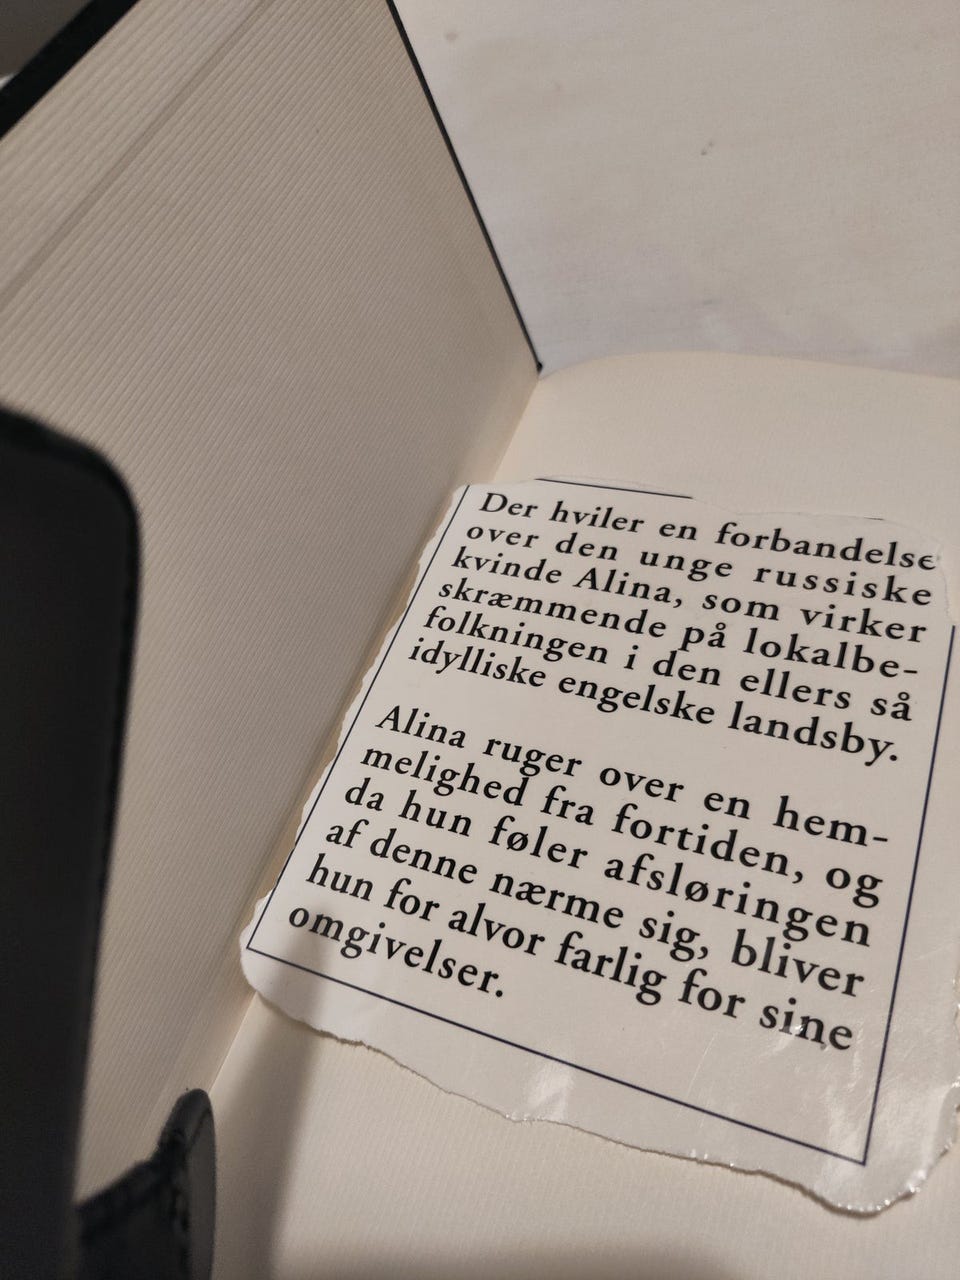 Der hviler en forbandelse
over den unge russiske
kvinde Alina, som virker
skræmmende på lokalbe-
folkningen i den ellers så
idylliske engelske landsby.
Alina ruger over en hem-
melighed fra fortiden, og
da hun føler afsløringen
af denne nærme sig, bliver
hun for alvor farlig for sine
omgivelser.